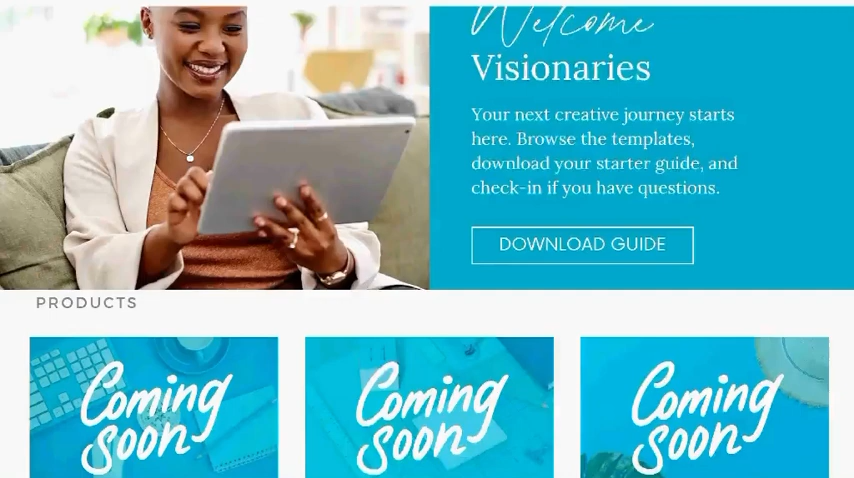 Welcome
Visionaries
Your next creative journey starts
here. Browse the templates,
download your starter guide, and
check-in if you have questions.
DOWNLOAD GUIDE
PRODUCTS
Coming
soon
Coming
soon
Coming
soon